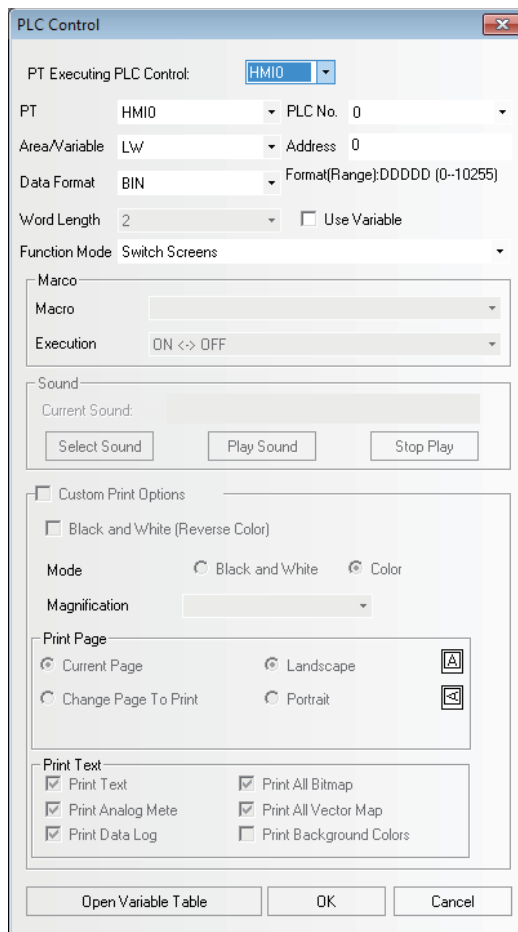 PLC Control
PT Executing PLC Control: HMI0
PT HMI0 PLC No. 0
Area/Variable LW Address 0
Data Format BIN Format(Range):DDDDD (0--10255)
Word Length 2 Use Variable
Function Mode Switch Screens
Marco
Macro
Execution ON <-> OFF
Sound
Current Sound:
Select Sound Play Sound Stop Play
Custom Print Options
Black and White (Reverse Color)
Mode Black and White Color
Magnification
Print Page
Current Page Landscape A
Change Page To Print Portrait A
Print Text
Print Text Print All Bitmap
Print Analog Mete Print All Vector Map
Print Data Log Print Background Colors
Open Variable Table OK Cancel